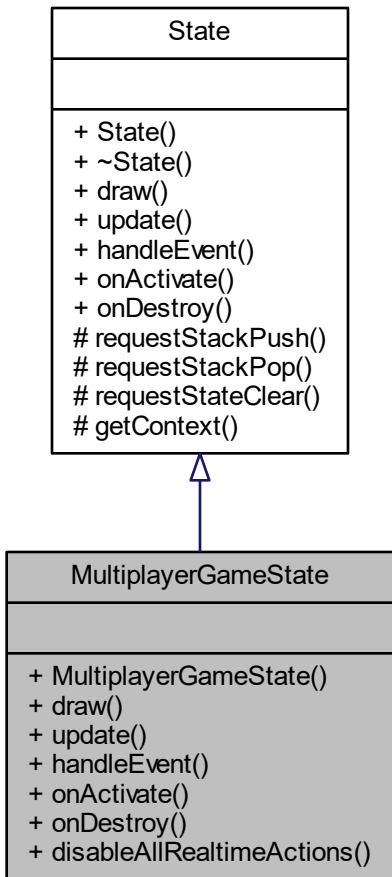 State
+ State()
+ ~State()
+ draw()
+ update()
+ handleEvent()
+ onActivate()
+ onDestroy()
# requestStackPush()
# requestStackPop()
# requestStateClear()
# getContext()
MultiplayerGameState
+ MultiplayerGameState()
+ draw()
+ update()
+ handleEvent()
+ onActivate()
+ onDestroy()
+ disableAllRealtimeActions()